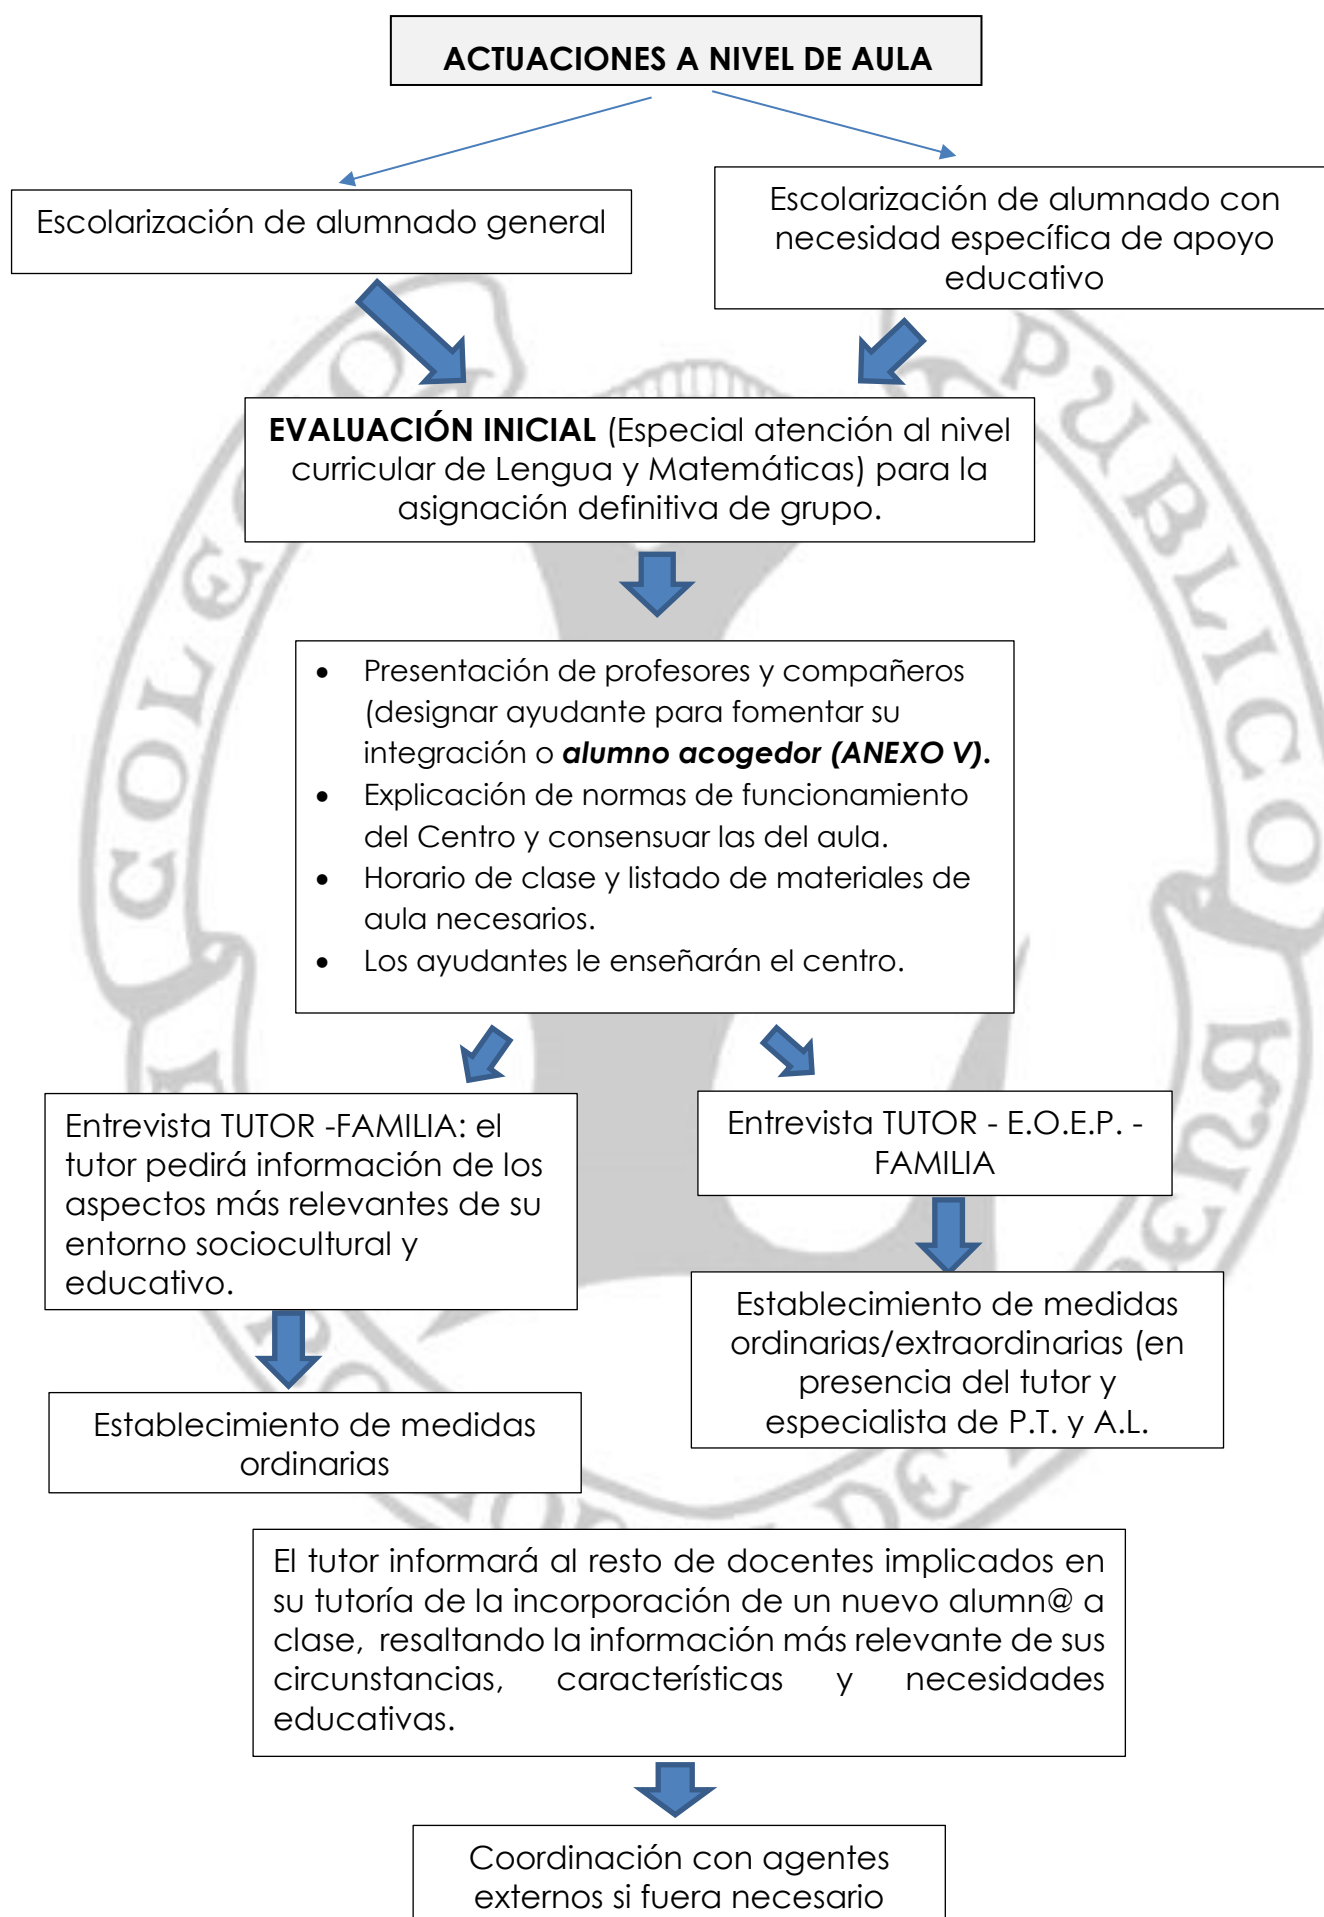 ACTUACIONES A NIVEL DE AULA
Escolarización de alumnado general
Escolarización de alumnado con
necesidad específica de apoyo
educativo
EVALUACIÓN INICIAL (Especial atención al nivel
curricular de Lengua y Matemáticas) para la
asignación definitiva de grupo.
• Presentación de profesores y compañeros
(designar ayudante para fomentar su
integración o alumno acogedor (ANEXO V).
• Explicación de normas de funcionamiento
del Centro y consensuar las del aula.
• Horario de clase y listado de materiales de
aula necesarios.
• Los ayudantes le enseñarán el centro.
Entrevista TUTOR -FAMILIA: el
tutor pedirá información de los
aspectos más relevantes de su
entorno sociocultural y
educativo.
Entrevista TUTOR - E.O.E.P. -
FAMILIA
Establecimiento de medidas
ordinarias
Establecimiento de medidas
ordinarias/extraordinarias (en
presencia del tutor y
especialista de P.T. y A.L.
El tutor informará al resto de docentes implicados en
su tutoría de la incorporación de un nuevo alumn@ a
clase, resaltando la información más relevante de sus
circunstancias, características y necesidades
educativas.
Coordinación con agentes
externos si fuera necesario
COLEGIO
PUBLICO